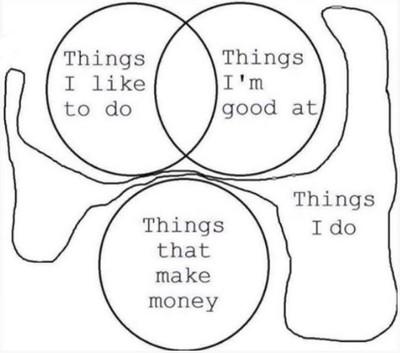 Things
I like
to do
Things
I'm
good at
Things
I do
Things
that
make
money